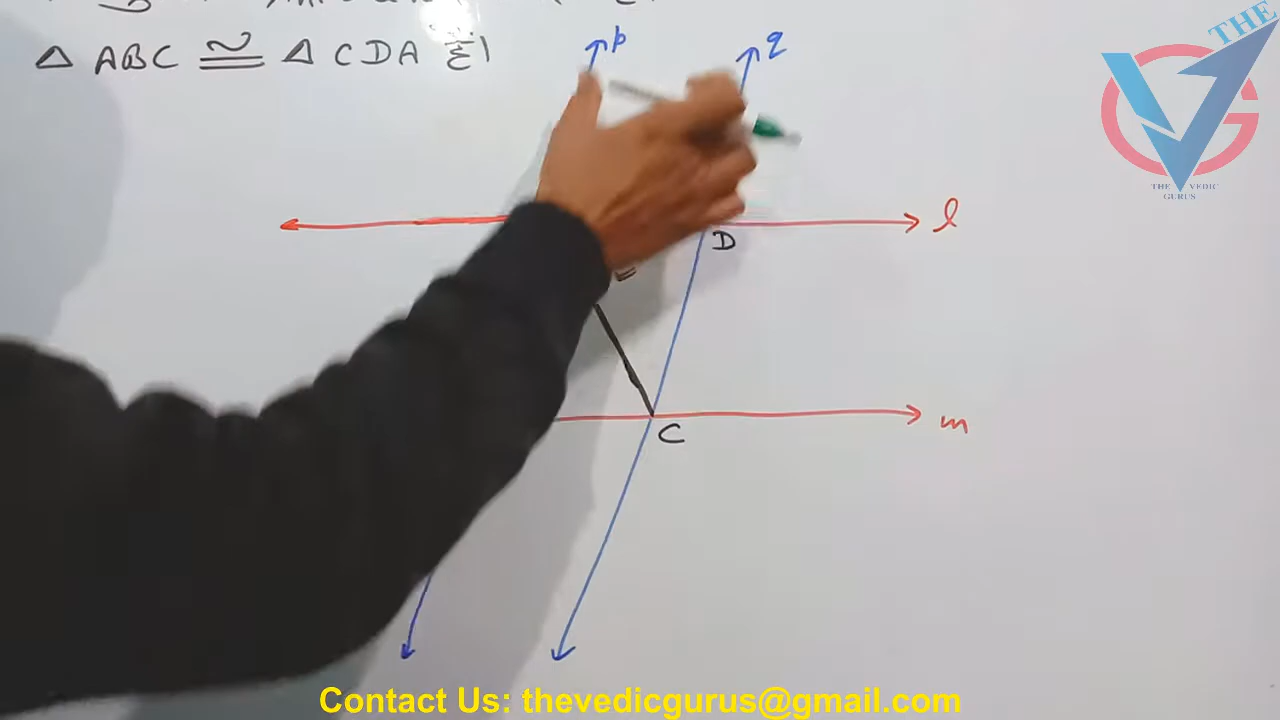 △ ABC ≅ △ CDA है।
p
q
THE
THE VEDIC
GURUS
l
D
m
C
Contact Us: thevedicgurus@gmail.com